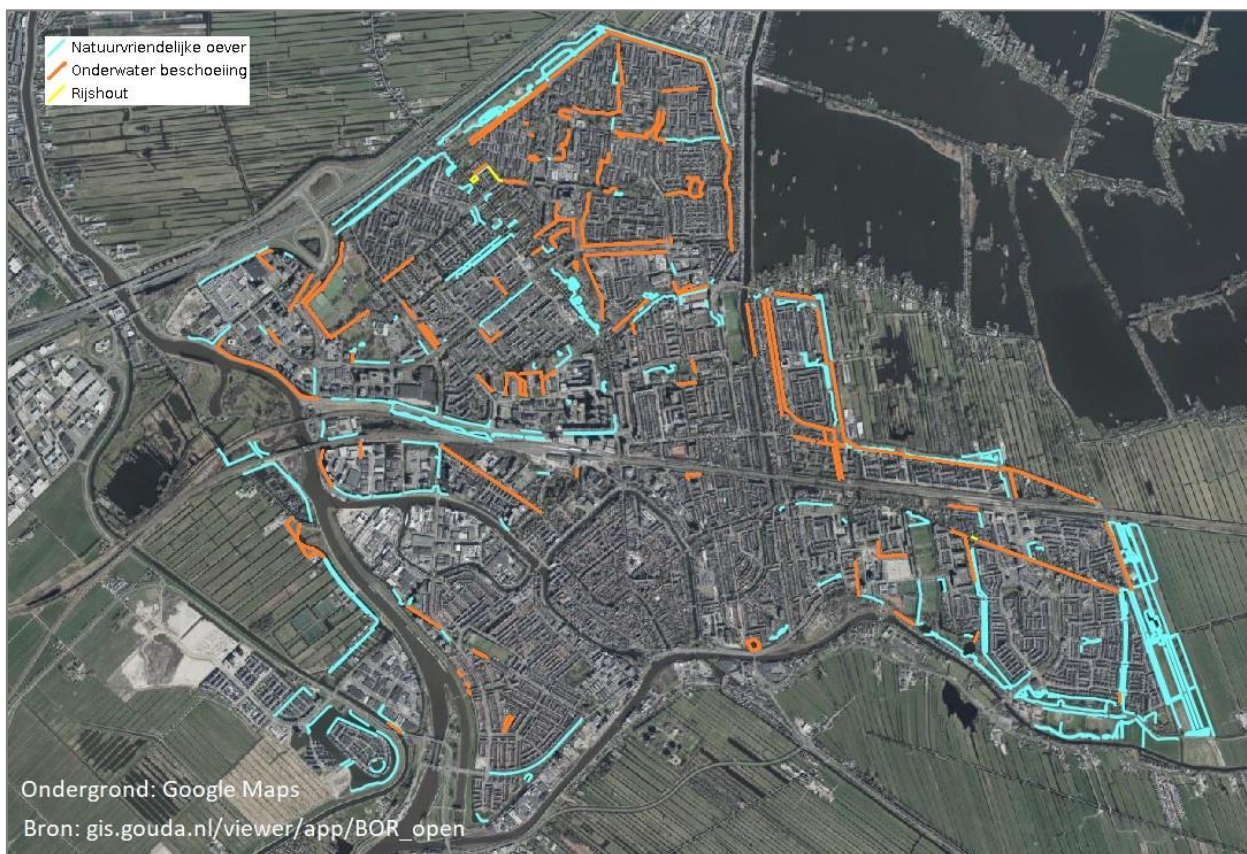 Natuurvriendelijke oever
Onderwater beschoeiing
Rijshout
Ondergrond: Google Maps
Bron: gis.gouda.nl/viewer/app/BOR_open